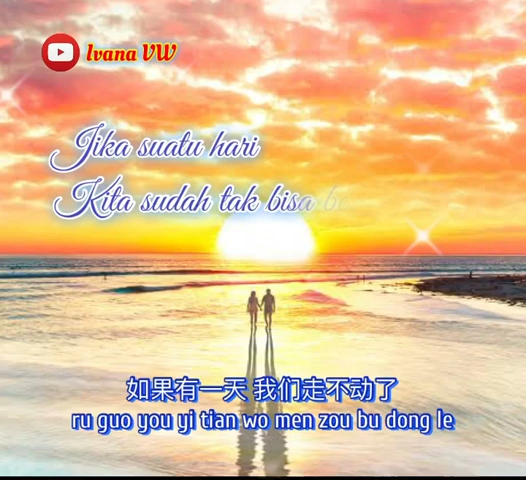 Ivana VW
Jika suatu hari
Kita sudah tak bisa
如果有一天 我们走不动了
ru guo you yi tian wo men zou bu dong le